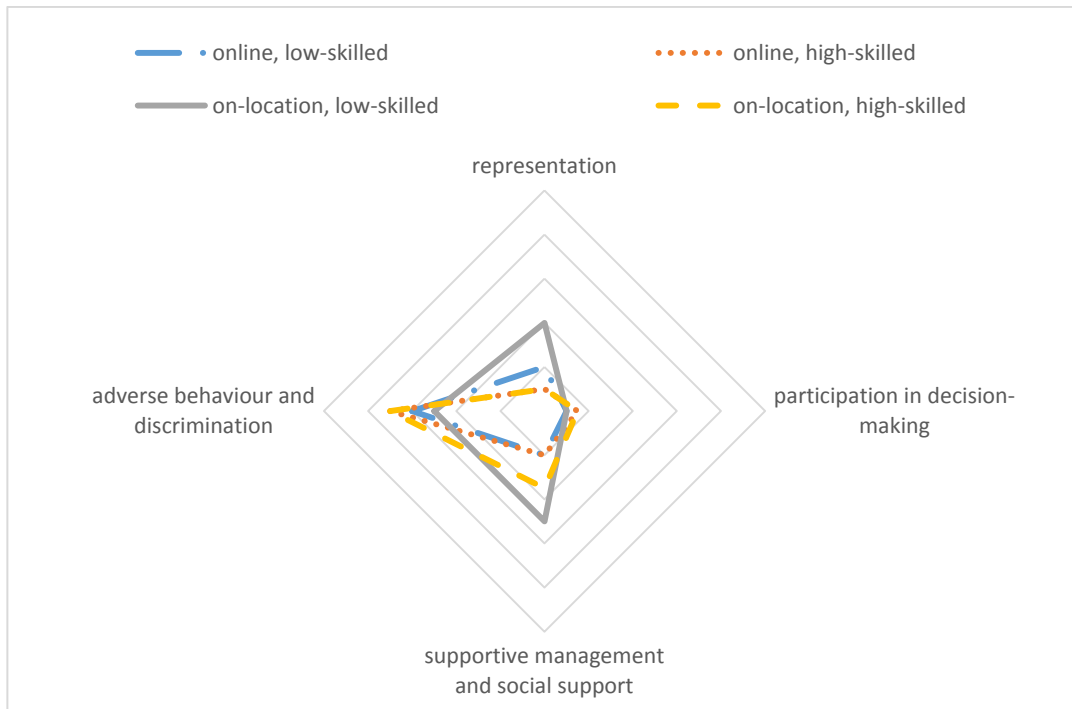 online, low-skilled
online, high-skilled
on-location, low-skilled
on-location, high-skilled
representation
adverse behaviour and
discrimination
participation in decision-
making
supportive management
and social support